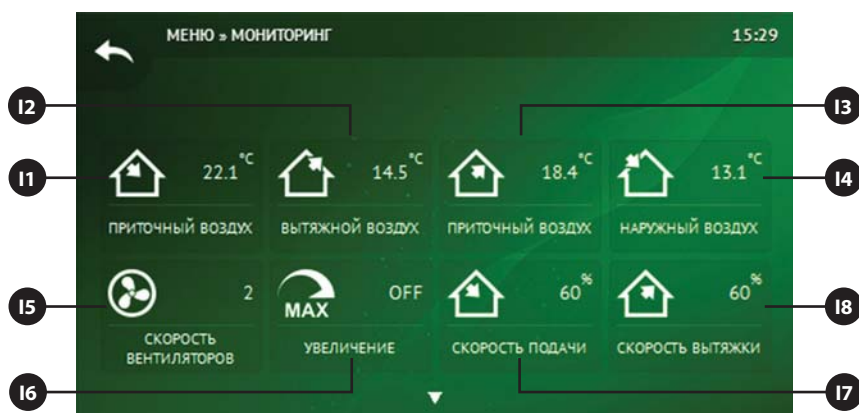 МЕНЮ » МОНИТОРИНГ 15:29
I2 I3
I1 22.1 °C 14.5 °C 18.4 °C 13.1 °C I4
ПРИТОЧНЫЙ ВОЗДУХ ВЫТЯЖНОЙ ВОЗДУХ ПРИТОЧНЫЙ ВОЗДУХ НАРУЖНЫЙ ВОЗДУХ
I5 2 MAX OFF 60 % 60 % I8
СКОРОСТЬ
ВЕНТИЛЯТОРОВ УВЕЛИЧЕНИЕ СКОРОСТЬ ПОДАЧИ СКОРОСТЬ ВЫТЯЖКИ
I6 I7